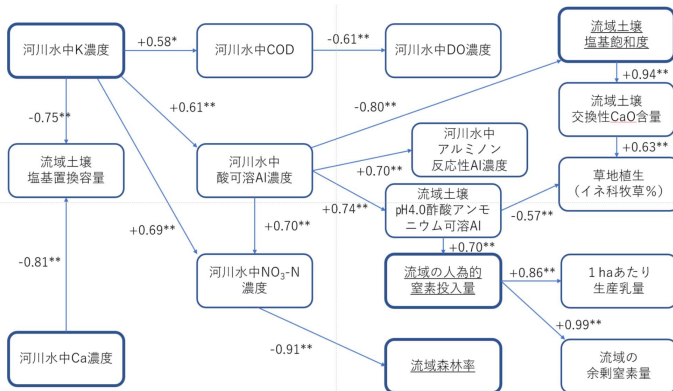 河川水中K濃度
+0.58*
河川水中COD
-0.61**
河川水中DO濃度
流域土壌
塩基飽和度
+0.94**
-0.75**
+0.61**
-0.80**
流域土壌
交換性CaO含量
流域土壌
塩基置換容量
河川水中
酸可溶Al濃度
河川水中
アルミノン
反応性Al濃度
+0.70**
+0.63**
+0.74**
流域土壌
pH4.0酢酸アンモ
ニウム可溶Al
-0.57**
草地植生
(イネ科牧草%)
+0.69**
+0.70**
+0.70**
-0.81**
河川水中NO₃-N
濃度
流域の人為的
窒素投入量
+0.86**
1 haあたり
生産乳量
+0.99**
河川水中Ca濃度
-0.91**
流域森林率
流域の
余剰窒素量